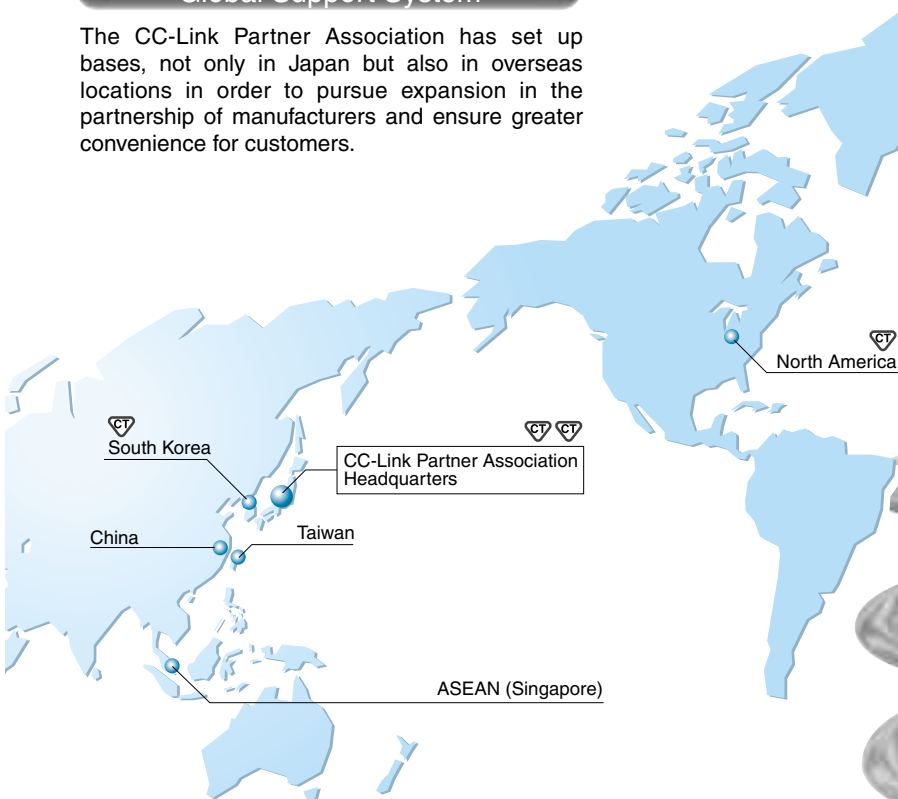 Global Support System
The CC-Link Partner Association has set up
bases, not only in Japan but also in overseas
locations in order to pursue expansion in the
partnership of manufacturers and ensure greater
convenience for customers.
CT
North America
CT
South Korea
CT CT
CC-Link Partner Association
Headquarters
China
Taiwan
ASEAN (Singapore)